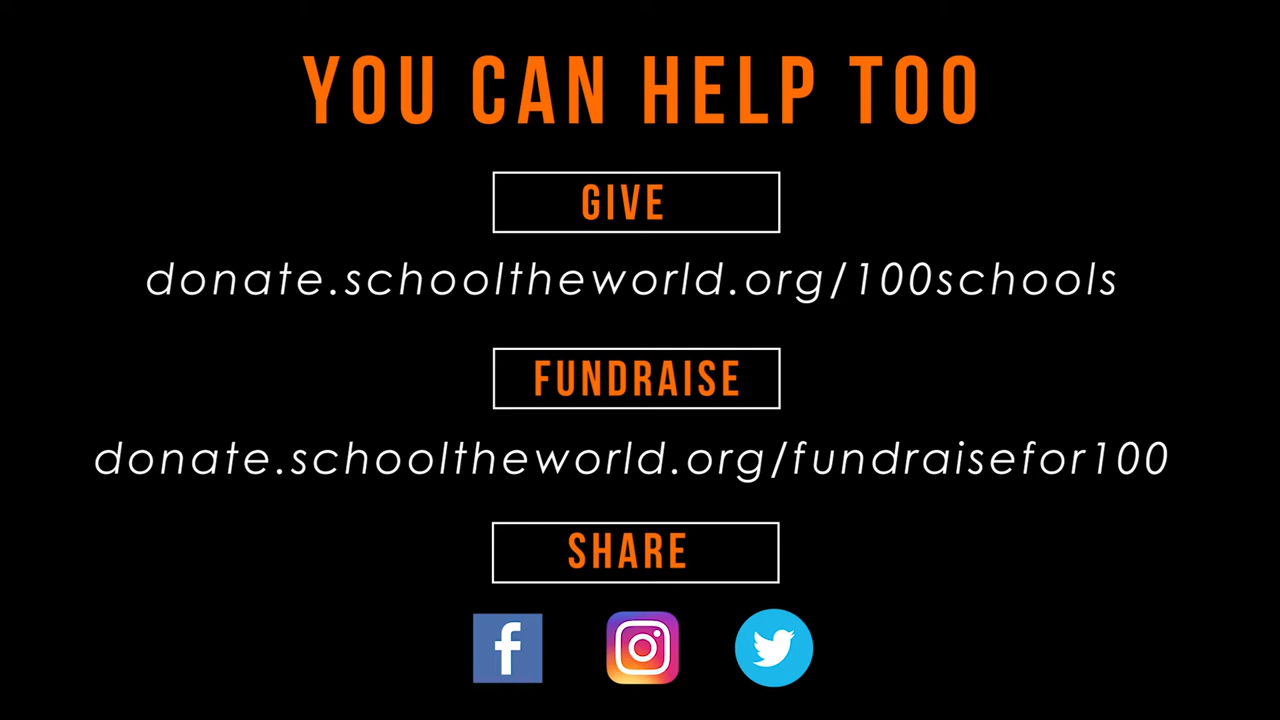 YOU CAN HELP TOO
GIVE
donate.schooltheworld.org/100schools
FUNDRAISE
donate.schooltheworld.org/fundraisefor100
SHARE